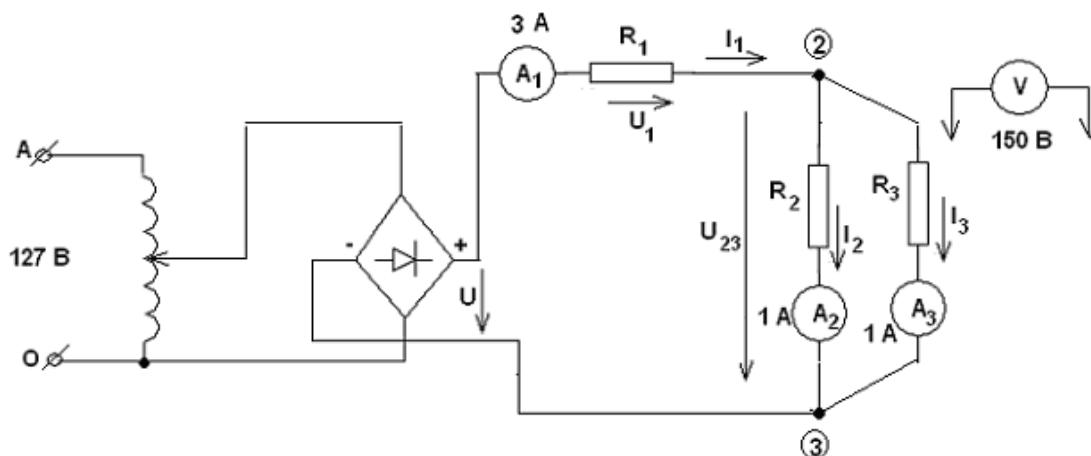 3 A
A1
R1
I1
2
U1
V
150 В
A
127 В
O
-
+
U
U23
R2
I2
R3
I3
1 A
A2
1 A
A3
3